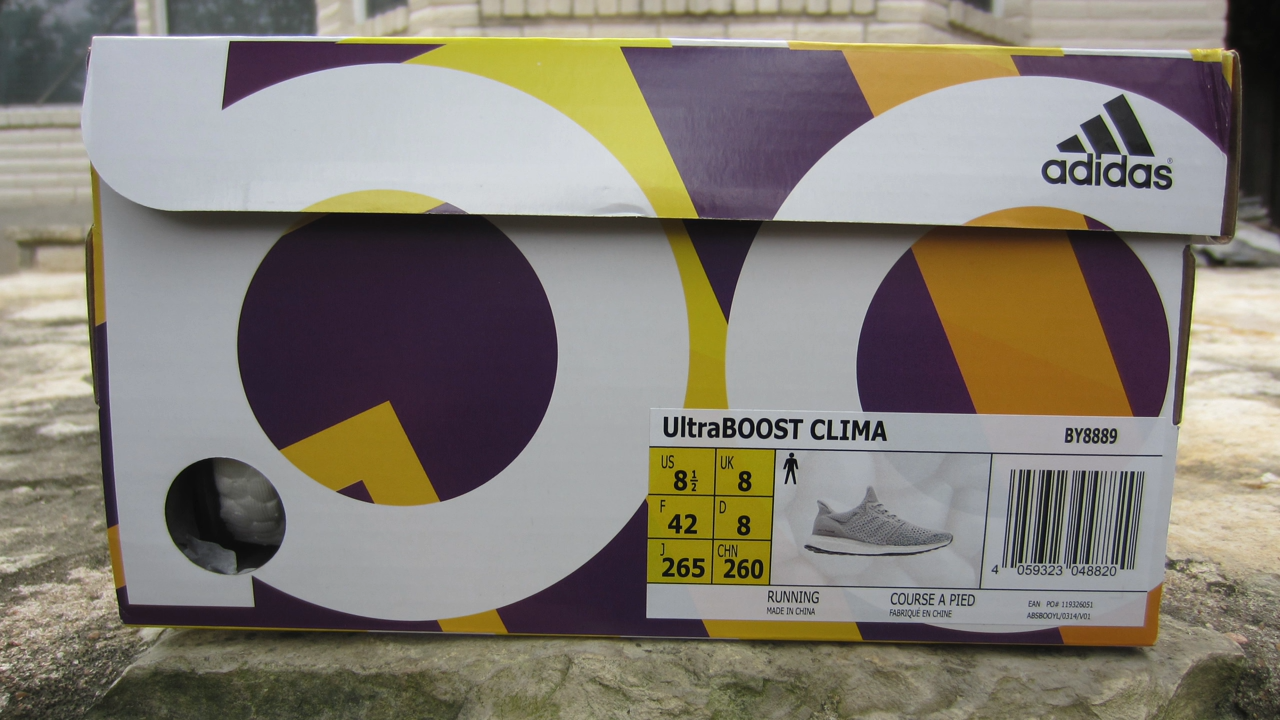 adidas®
UltraBOOST CLIMA BY8889
US 8½ UK 8
F 42 D 8
J 265 CHN 260
4 059323 048820
RUNNING COURSE A PIED
MADE IN CHINA FABRIQUÉ EN CHINE
EAN PO# 119326051
ABSBOOYL/0314/V01